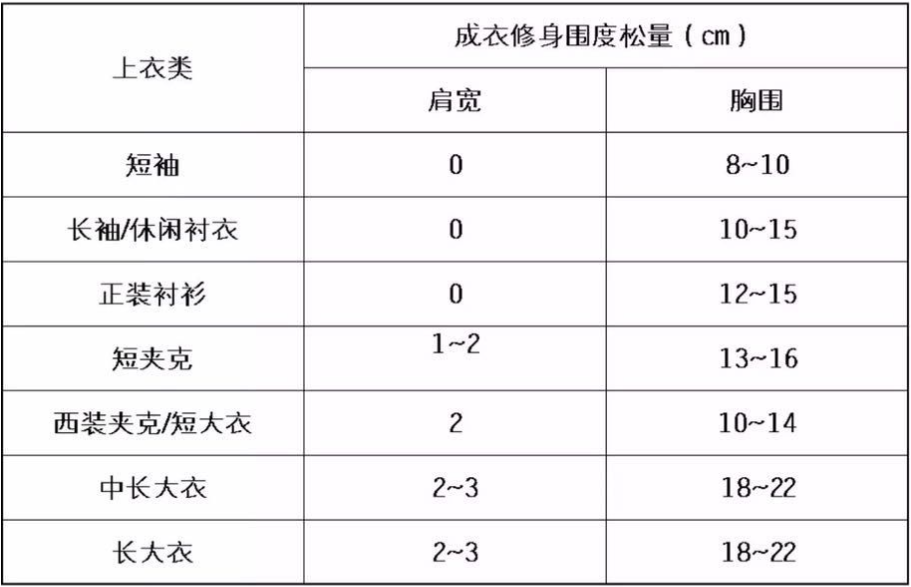 上衣类
成衣修身围度松量（cm）
肩宽
胸围
短袖
0
8~10
长袖/休闲衬衣
0
10~15
正装衬衫
0
12~15
短夹克
1~2
13~16
西装夹克/短大衣
2
10~14
中长大衣
2~3
18~22
长大衣
2~3
18~22